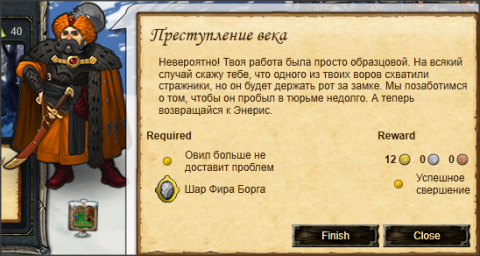 40
Преступление века
Невероятно! Твоя работа была просто образцовой. На всякий
случай скажу тебе, что одного из твоих воров схватили
стражники, но он будет держать рот за замке. Мы позаботимся
о том, чтобы он пробыл в тюрьме недолго. А теперь
возвращайся к Энерис.
Required
Reward
Овил больше не
доставит проблем
12 0 0
Шар Фира Борга
Успешное
свершение
Finish
Close